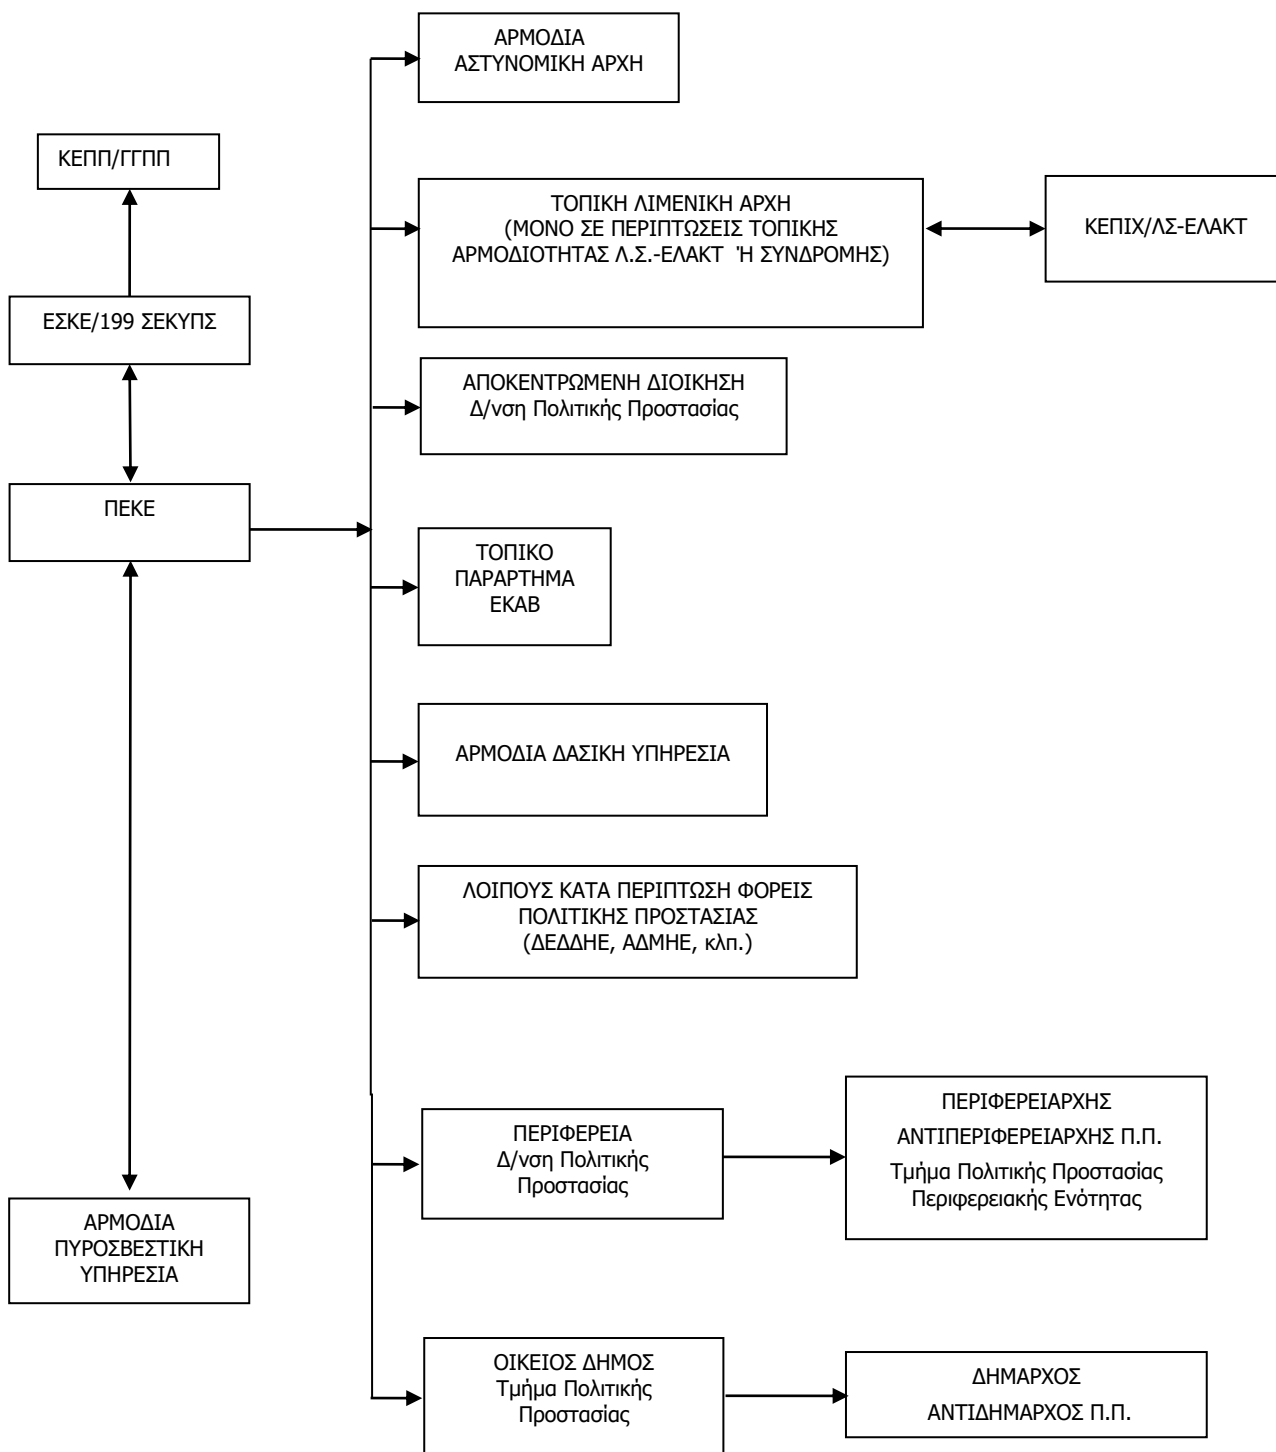 ΑΡΜΟΔΙΑ
ΑΣΤΥΝΟΜΙΚΗ ΑΡΧΗ
ΚΕΠΠ/ΓΓΠΠ
ΤΟΠΙΚΗ ΛΙΜΕΝΙΚΗ ΑΡΧΗ
(ΜΟΝΟ ΣΕ ΠΕΡΙΠΤΩΣΕΙΣ ΤΟΠΙΚΗΣ
ΑΡΜΟΔΙΟΤΗΤΑΣ Λ.Σ.-ΕΛΑΚΤ Ή ΣΥΝΔΡΟΜΗΣ)
ΚΕΠΙΧ/ΛΣ-ΕΛΑΚΤ
ΕΣΚΕ/199 ΣΕΚΥΠΣ
ΑΠΟΚΕΝΤΡΩΜΕΝΗ ΔΙΟΙΚΗΣΗ
Δ/νση Πολιτικής Προστασίας
ΠΕΚΕ
ΤΟΠΙΚΟ
ΠΑΡΑΡΤΗΜΑ
ΕΚΑΒ
ΑΡΜΟΔΙΑ ΔΑΣΙΚΗ ΥΠΗΡΕΣΙΑ
ΛΟΙΠΟΥΣ ΚΑΤΑ ΠΕΡΙΠΤΩΣΗ ΦΟΡΕΙΣ
ΠΟΛΙΤΙΚΗΣ ΠΡΟΣΤΑΣΙΑΣ
(ΔΕΔΔΗΕ, ΑΔΜΗΕ, κλπ.)
ΠΕΡΙΦΕΡΕΙΑ
Δ/νση Πολιτικής
Προστασίας
ΠΕΡΙΦΕΡΕΙΑΡΧΗΣ
ΑΝΤΙΠΕΡΙΦΕΡΕΙΑΡΧΗΣ Π.Π.
Τμήμα Πολιτικής Προστασίας
Περιφερειακής Ενότητας
ΑΡΜΟΔΙΑ
ΠΥΡΟΣΒΕΣΤΙΚΗ
ΥΠΗΡΕΣΙΑ
ΟΙΚΕΙΟΣ ΔΗΜΟΣ
Τμήμα Πολιτικής
Προστασίας
ΔΗΜΑΡΧΟΣ
ΑΝΤΙΔΗΜΑΡΧΟΣ Π.Π.